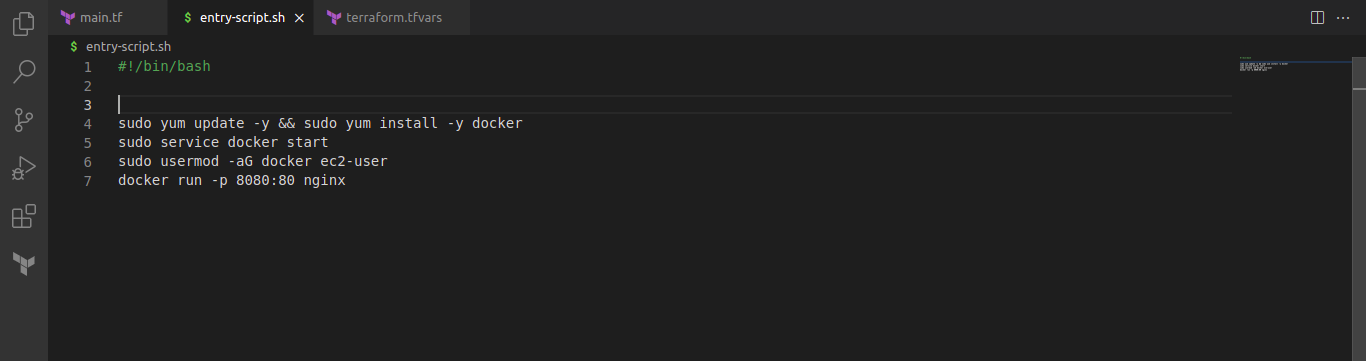 main.tf
$ entry-script.sh ×
terraform.tfvars
$ entry-script.sh
1 #!/bin/bash
2
3
4 sudo yum update -y && sudo yum install -y docker
5 sudo service docker start
6 sudo usermod -aG docker ec2-user
7 docker run -p 8080:80 nginx